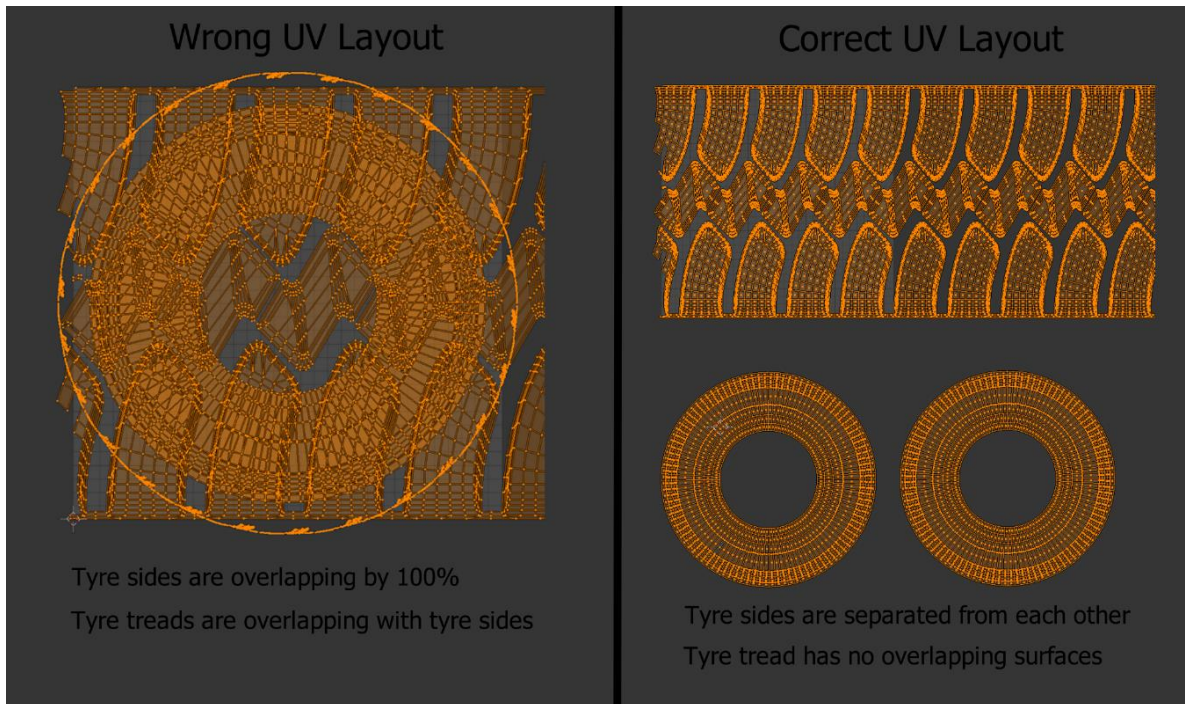 Wrong UV Layout
Tyre sides are overlapping by 100%
Tyre treads are overlapping with tyre sides
Correct UV Layout
Tyre sides are separated from each other
Tyre tread has no overlapping surfaces